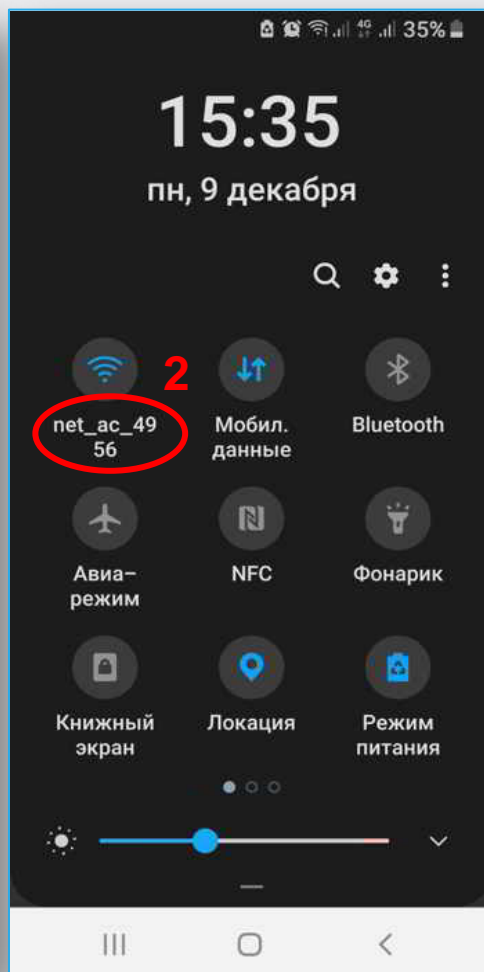 4G 35%
15:35
пн, 9 декабря
2
net_ac_49
56
Мобил.
данные
Bluetooth
Авиа-
режим
NFC
Фонарик
Книжный
экран
Локация
Режим
питания